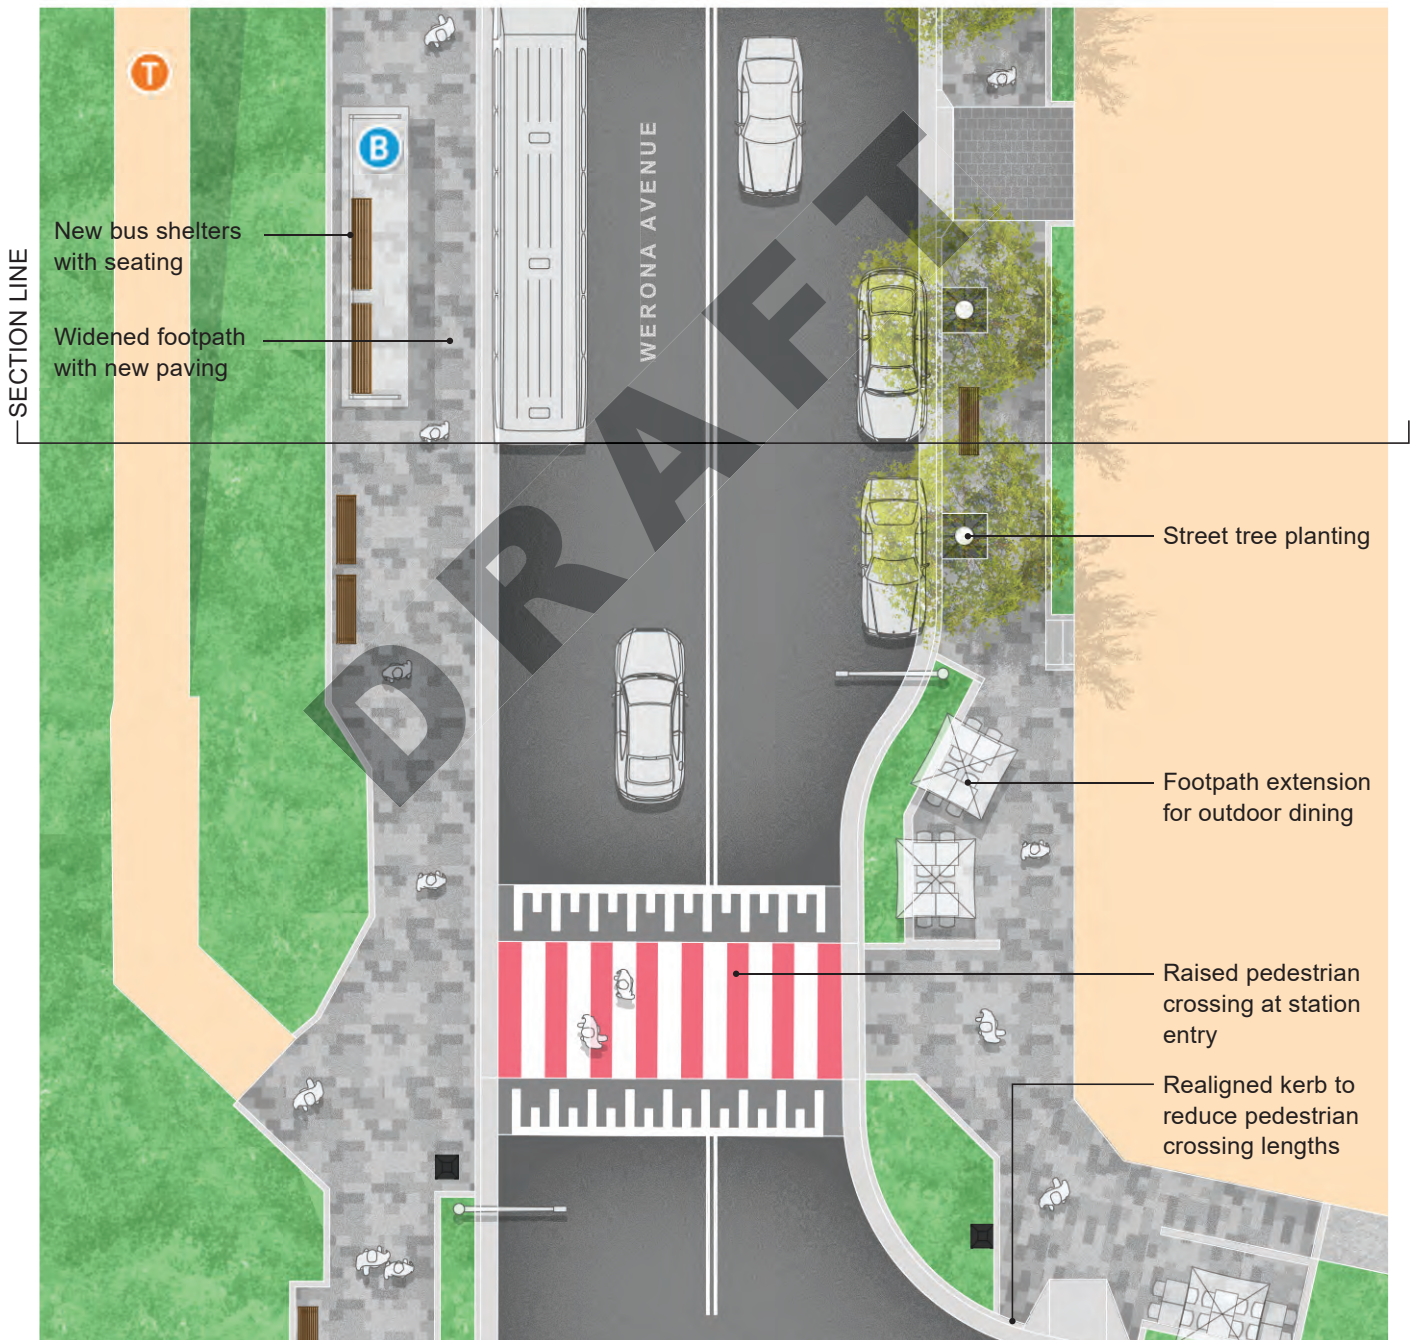 T
B
WERONA AVENUE
DRAFT
SECTION LINE
New bus shelters
with seating
Widened footpath
with new paving
Street tree planting
Footpath extension
for outdoor dining
Raised pedestrian
crossing at station
entry
Realigned kerb to
reduce pedestrian
crossing lengths